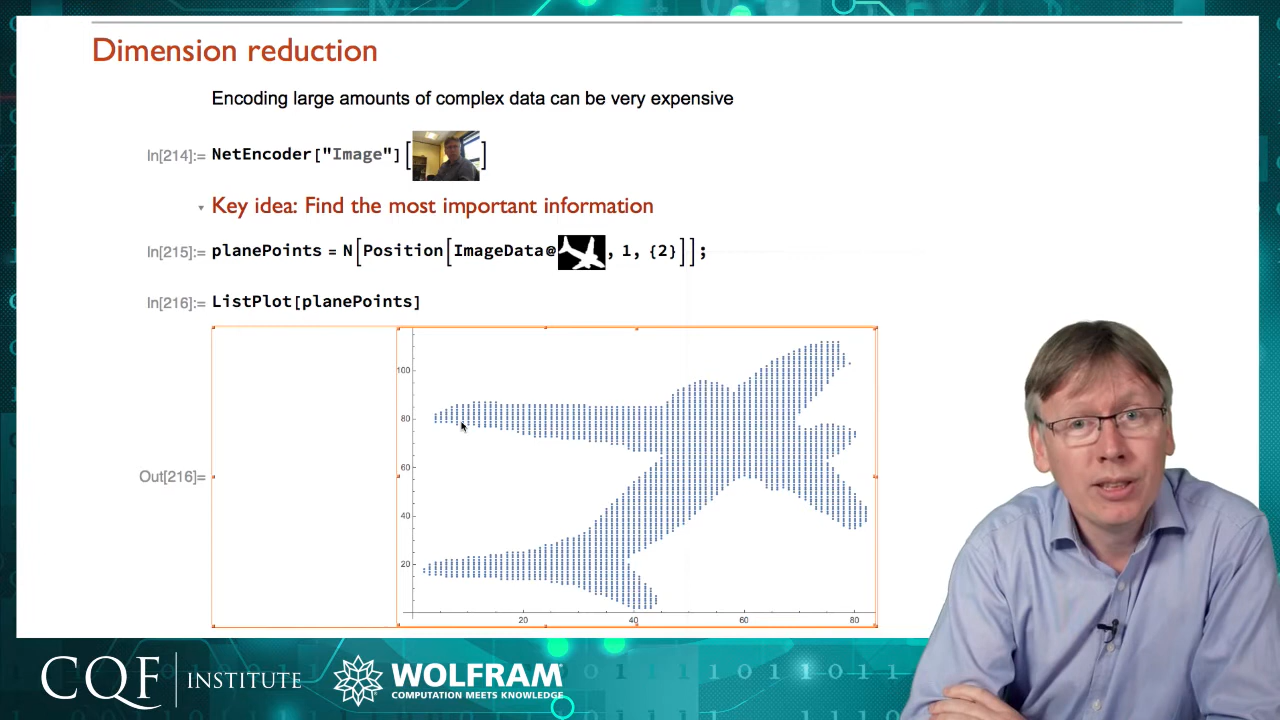 Dimension reduction
Encoding large amounts of complex data can be very expensive
In[214]:= NetEncoder["Image"][ ]
Key idea: Find the most important information
In[215]:= planePoints = N[Position[ImageData@ , 1, {2}]];
In[216]:= ListPlot[planePoints]
100
80
60
40
20
Out[216]=
20 40 60 80
CQF INSTITUTE
WOLFRAM
COMPUTATION MEETS KNOWLEDGE